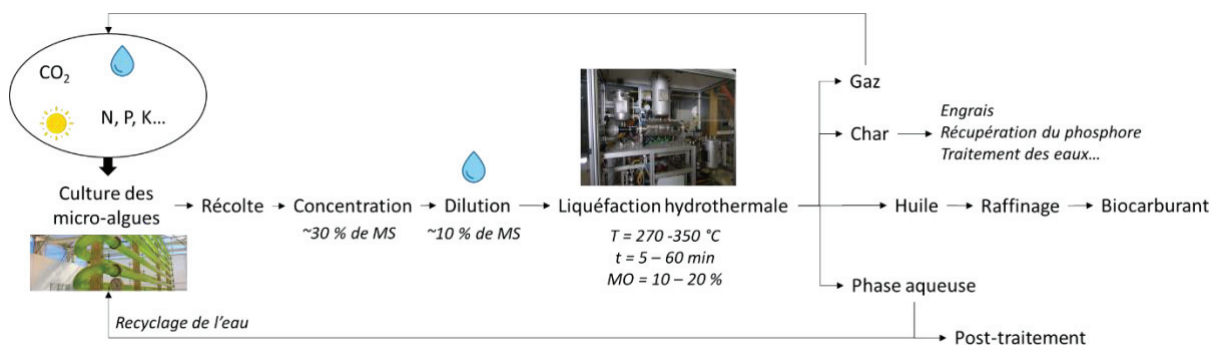 CO₂
N, P, K...
Culture des
micro-algues
Récolte
Concentration
~30 % de MS
Dilution
~10 % de MS
Liquéfaction hydrothermale
T = 270 -350 °C
t = 5 – 60 min
MO = 10 – 20 %
Gaz
Char
Engrais
Récupération du phosphore
Traitement des eaux...
Huile
Raffinage
Biocarburant
Phase aqueuse
Recyclage de l'eau
Post-traitement